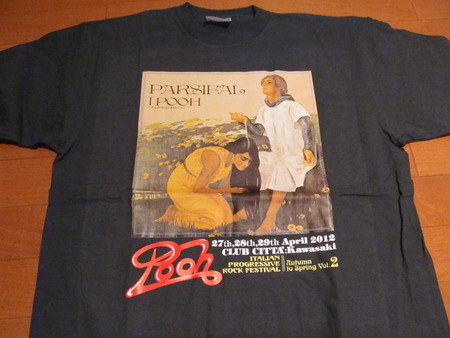 PARSIFAL
I POOH
27th,28th,29th April 2012
CLUB CITTA':Kawasaki
Pooh
ITALIAN
PROGRESSIVE
ROCK FESTIVAL
Autumn
to Spring Vol.2